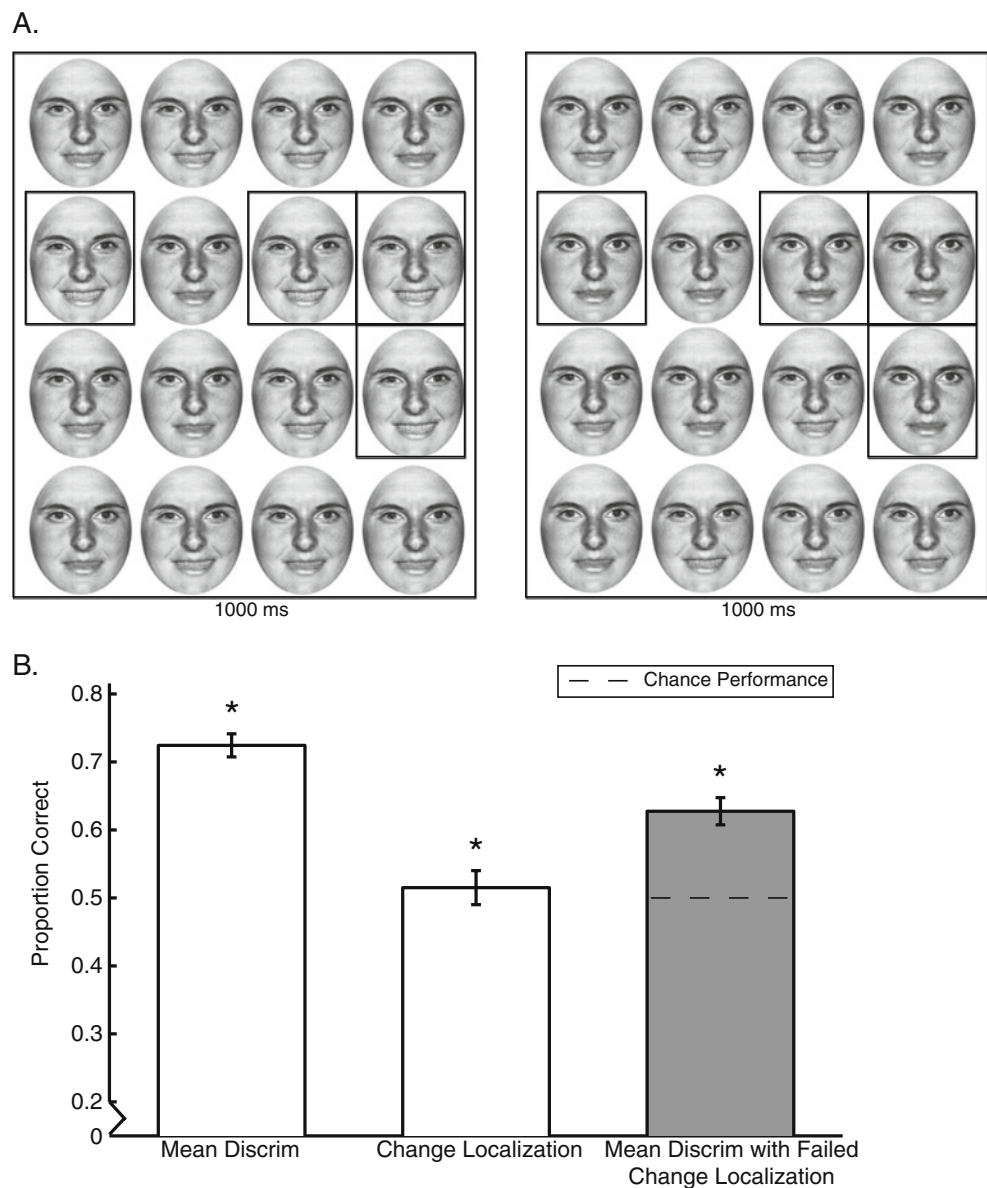 A.
1000 ms
1000 ms
B.
— — Chance Performance
Proportion Correct
0.8
0.7
0.6
0.5
0.4
0.3
0.2
0
*
*
*
Mean Discrim
Change Localization
Mean Discrim with Failed
Change Localization